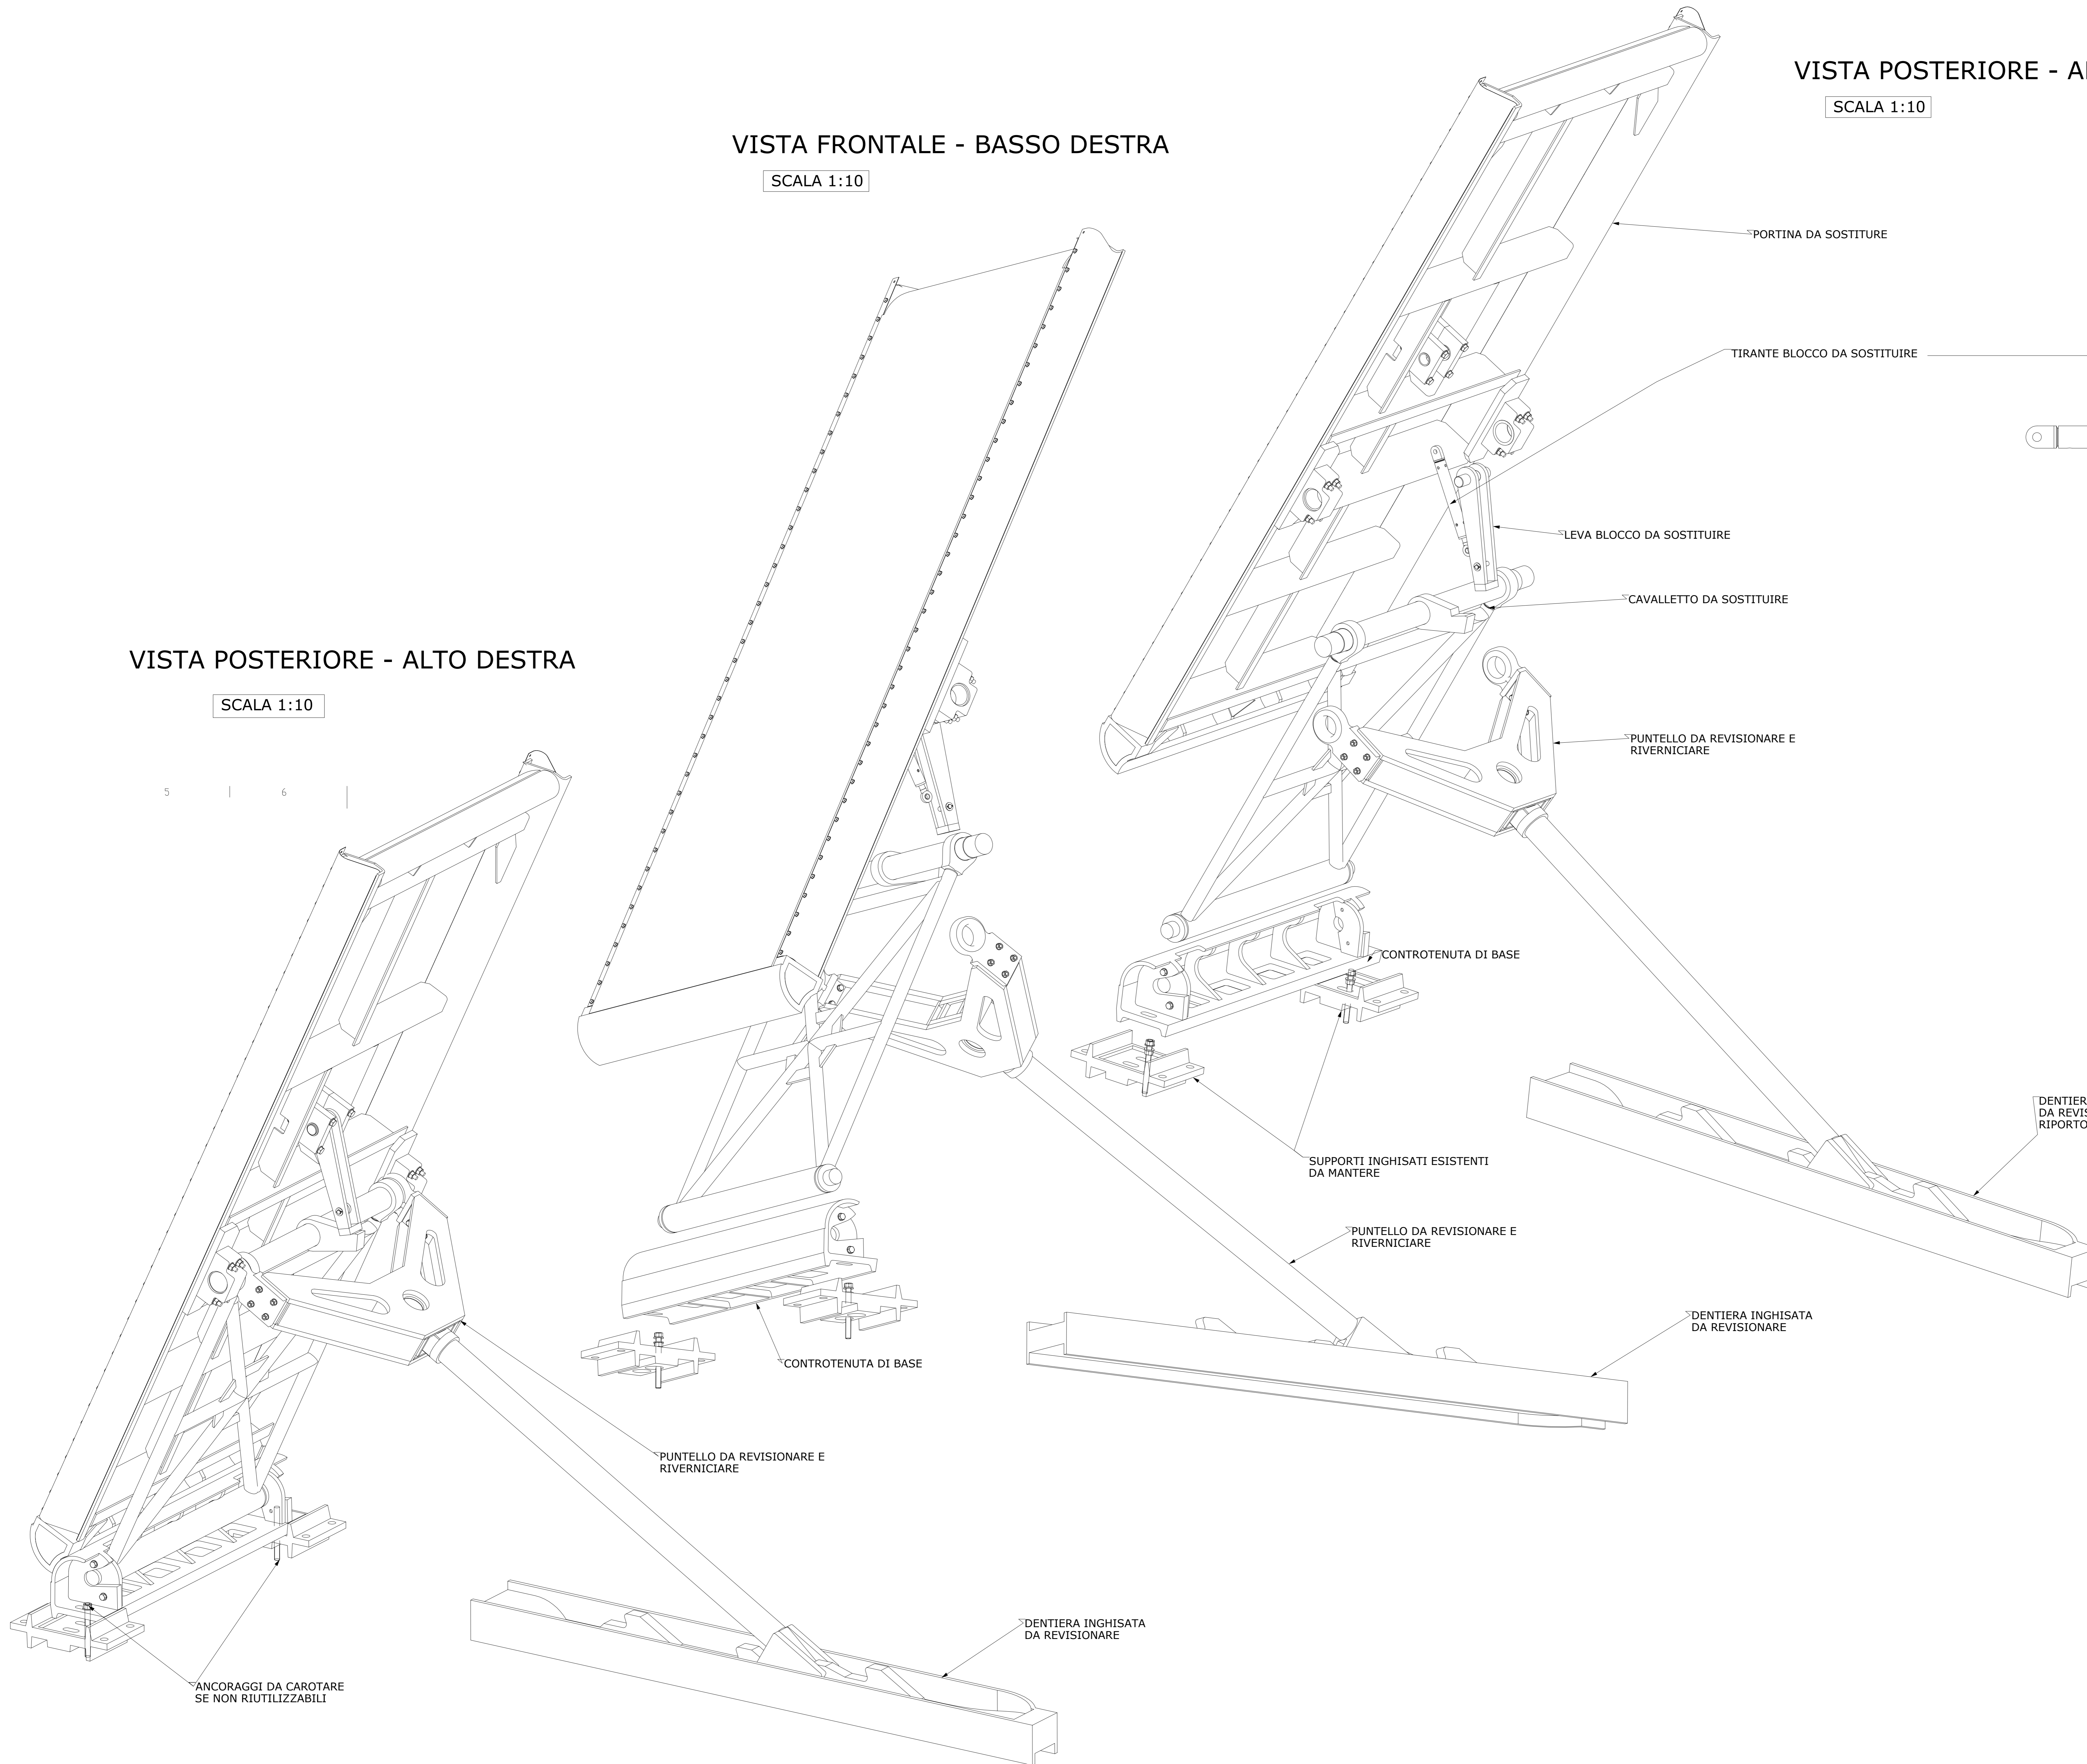 VISTA POSTERIORE - AL
SCALA 1:10
VISTA FRONTALE - BASSO DESTRA
SCALA 1:10
PORTINA DA SOSTITURE
TIRANTE BLOCCO DA SOSTITUIRE
LEVA BLOCCO DA SOSTITUIRE
CAVALLETTO DA SOSTITUIRE
VISTA POSTERIORE - ALTO DESTRA
SCALA 1:10
PUNTELLO DA REVISIONARE E
RIVERNICIARE
5 6
CONTROTENUTA DI BASE
DENTIER
DA REVIS
RIPORTO
SUPPORTI INGHISATI ESISTENTI
DA MANTERE
PUNTELLO DA REVISIONARE E
RIVERNICIARE
DENTIERA INGHISATA
DA REVISIONARE
CONTROTENUTA DI BASE
PUNTELLO DA REVISIONARE E
RIVERNICIARE
DENTIERA INGHISATA
DA REVISIONARE
ANCORAGGI DA CAROTARE
SE NON RIUTILIZZABILI